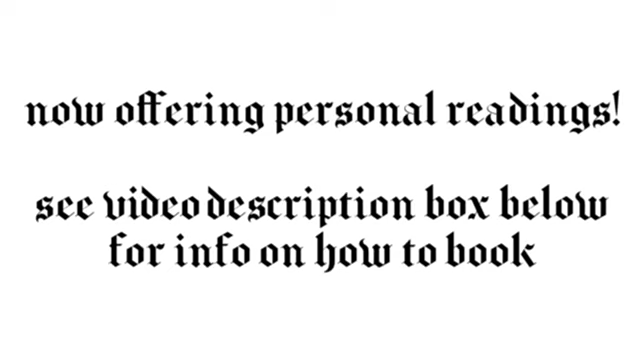 now offering personal readings!
see video description box below
for info on how to book